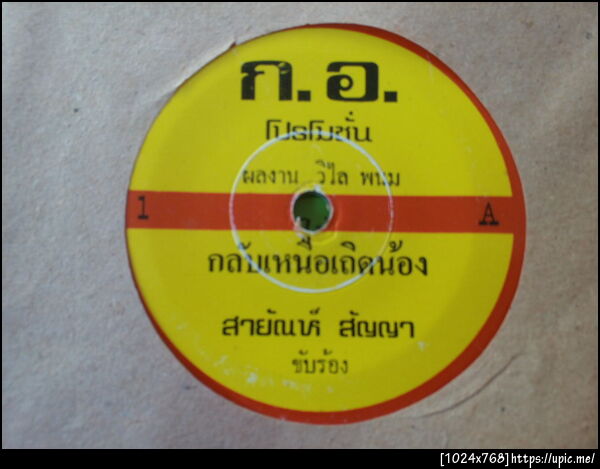 ก.อ.
โปรโมชั่น
ผลงาน วิไล พนม
1 A
กลับเหนือเถิดน้อง
สายัณห์ สัญญา
ขับร้อง
[1024x768]https://upic.me/